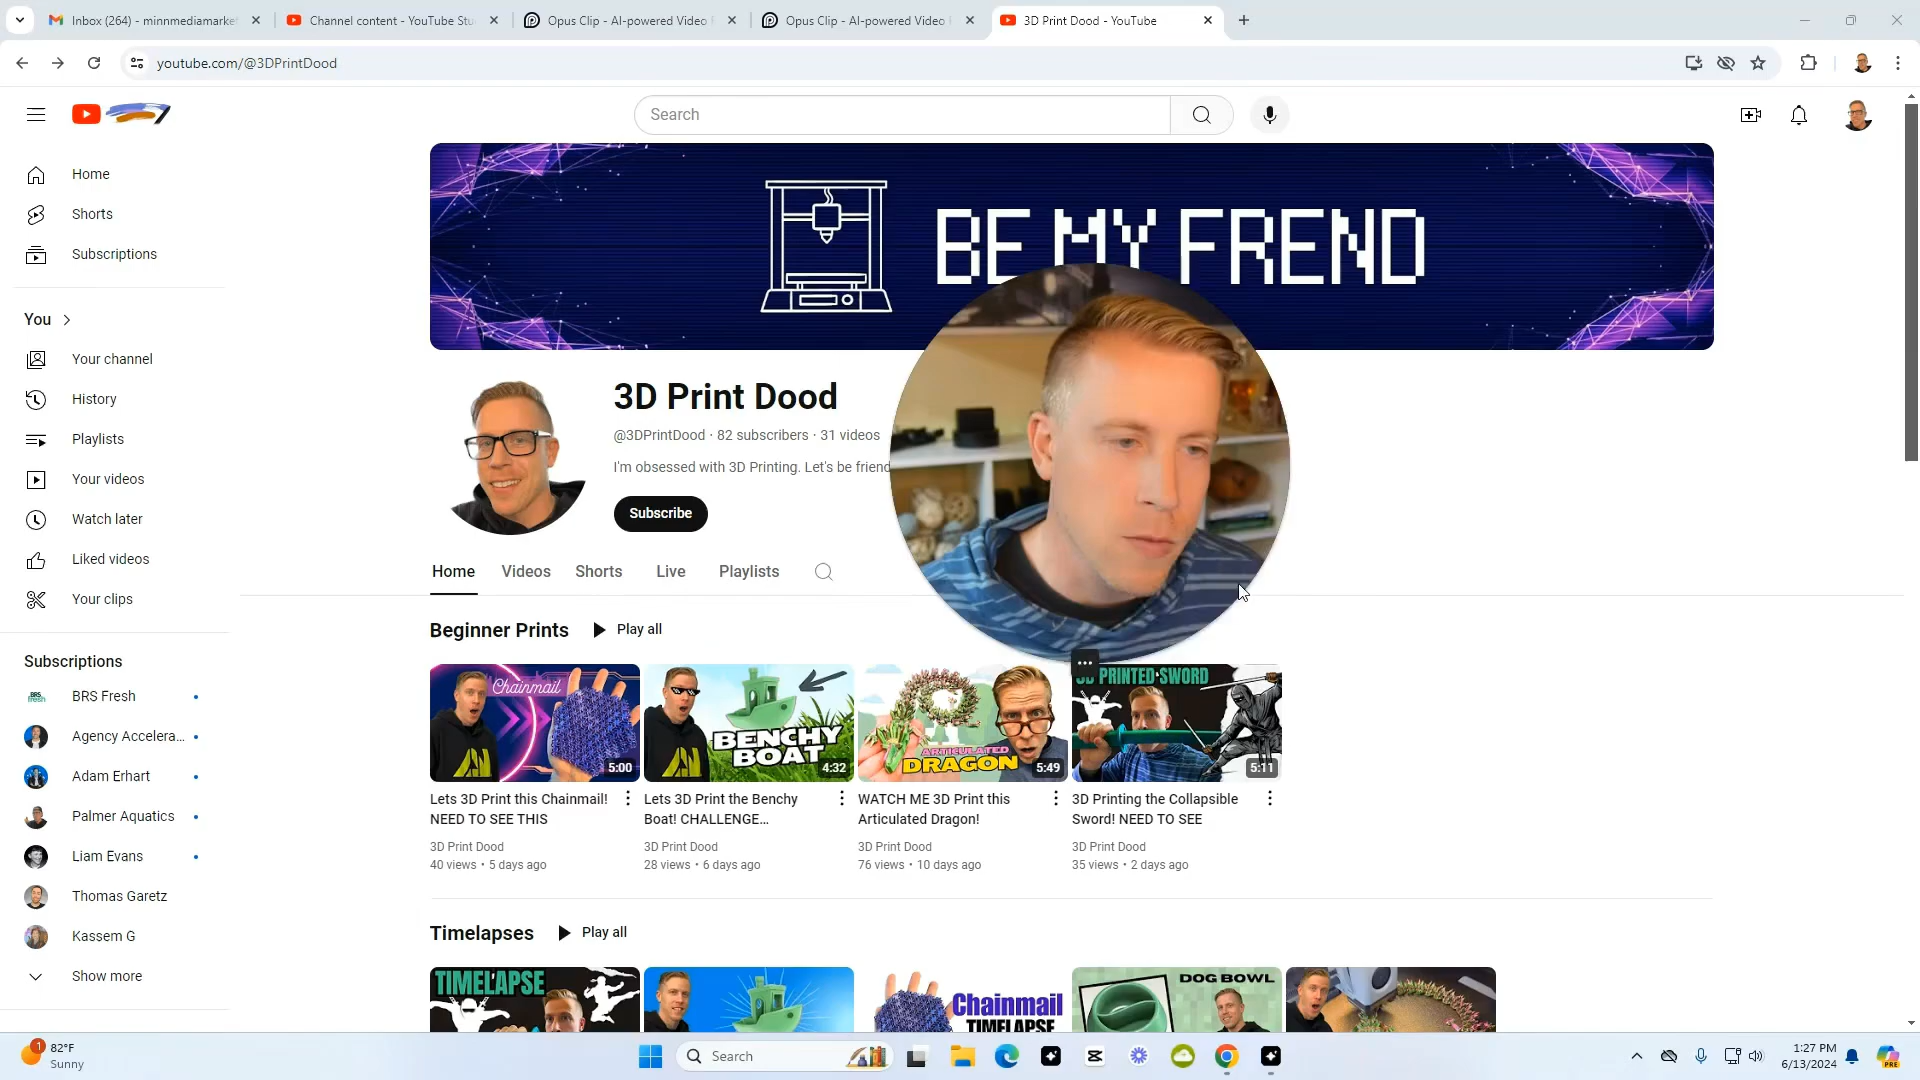 Inbox (264) - minnmediamarke
Channel content - YouTube Stu
Opus Clip - AI-powered Video
Opus Clip - AI-powered Video
3D Print Dood - YouTube
youtube.com/@3DPrintDood
Search
Home
Shorts
Subscriptions
You
Your channel
History
Playlists
Your videos
Watch later
Liked videos
Your clips
Subscriptions
BRS Fresh
Agency Accelera...
Adam Erhart
Palmer Aquatics
Liam Evans
Thomas Garetz
Kassem G
Show more
BE MY FREND
3D Print Dood
@3DPrintDood · 82 subscribers · 31 videos
I'm obsessed with 3D Printing. Let's be friend
Subscribe
Home Videos Shorts Live Playlists
Beginner Prints Play all
Chainmail
5:00
BENCHY
BOAT
4:32
ARTICULATED
DRAGON
5:49
3D PRINTED SWORD
5:11
Lets 3D Print this Chainmail!
NEED TO SEE THIS
3D Print Dood
40 views • 5 days ago
Lets 3D Print the Benchy
Boat! CHALLENGE...
3D Print Dood
28 views • 6 days ago
WATCH ME 3D Print this
Articulated Dragon!
3D Print Dood
76 views • 10 days ago
3D Printing the Collapsible
Sword! NEED TO SEE
3D Print Dood
35 views • 2 days ago
Timelapses Play all
TIMELAPSE
Chainmail
TIMELAPSE
DOG BOWL
1
82°F
Sunny
Search
1:27 PM
6/13/2024
PRE